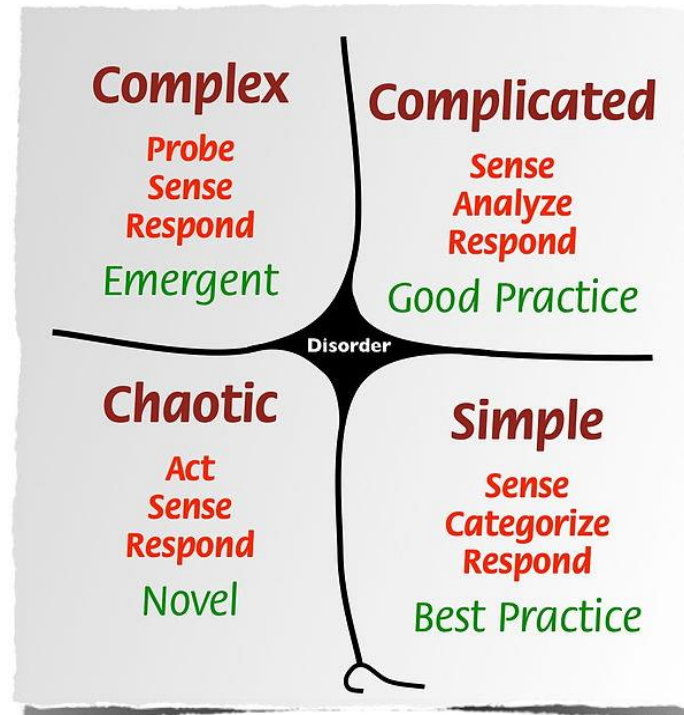 Complex
Probe
Sense
Respond
Emergent
Complicated
Sense
Analyze
Respond
Good Practice
Disorder
Chaotic
Act
Sense
Respond
Novel
Simple
Sense
Categorize
Respond
Best Practice